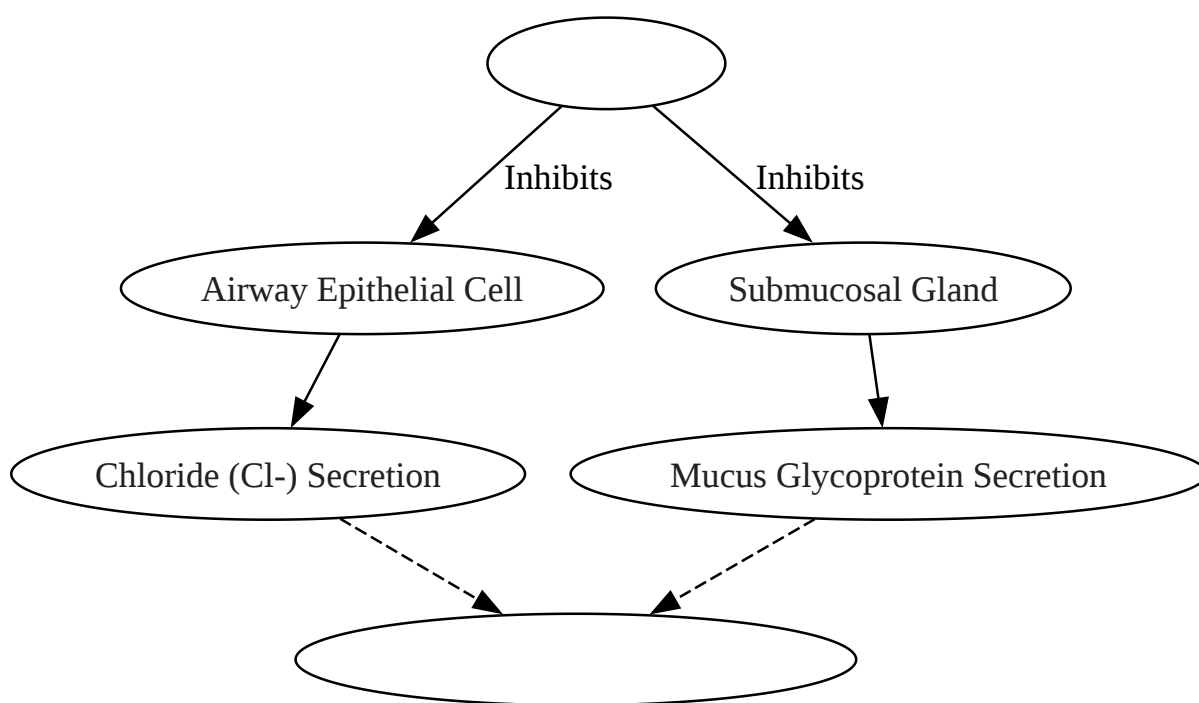 Inhibits
Inhibits
Airway Epithelial Cell
Submucosal Gland
Chloride (Cl-) Secretion
Mucus Glycoprotein Secretion